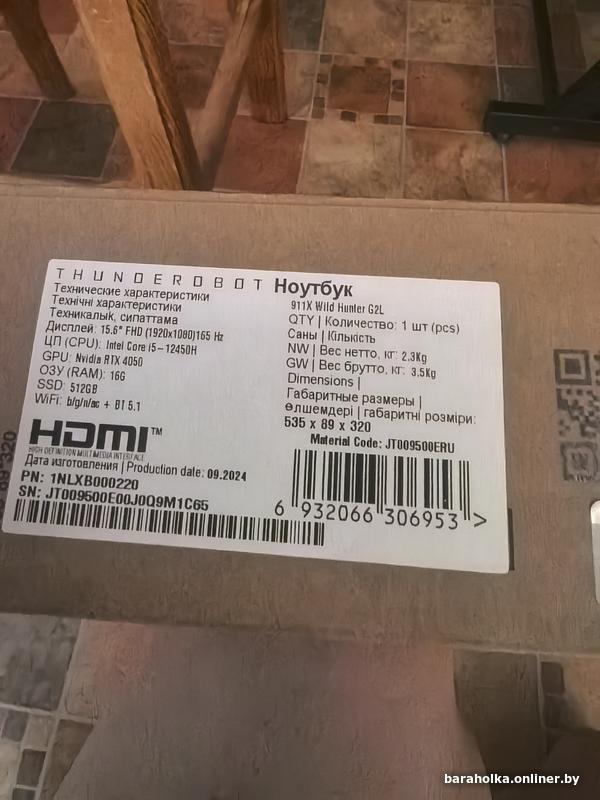 THUNDEROBOT Ноутбук
Технические характеристики
Технічні характеристики
Техникалық сипаттама
Дисплей: 15.6" FHD (1920x1080)165 Hz
ЦП (CPU): Intel Core i5-12450H
GPU: Nvidia RTX 4050
ОЗУ (RAM): 16G
SSD: 512GB
WiFi: b/g/n/ac + BT 5.1
HDMI™
HIGH DEFINITION MULTIMEDIA INTERFACE
Дата изготовления | Production date: 09.2024
PN: 1NLXB000220
SN: JT009500E00J0Q9M1C65
911X Wild Hunter G2L
QTY | Количество: 1 шт (pcs)
Саны | Кількість
NW | Вес нетто, кг: 2.3Kg
GW | Вес брутто, кг: 3.5Kg
Dimensions |
Габаритные размеры |
Өлшемдері | габаритні розміри:
535 x 89 x 320
Material Code: JT009500ERU
6 932066 306953 >
baraholka.onliner.by